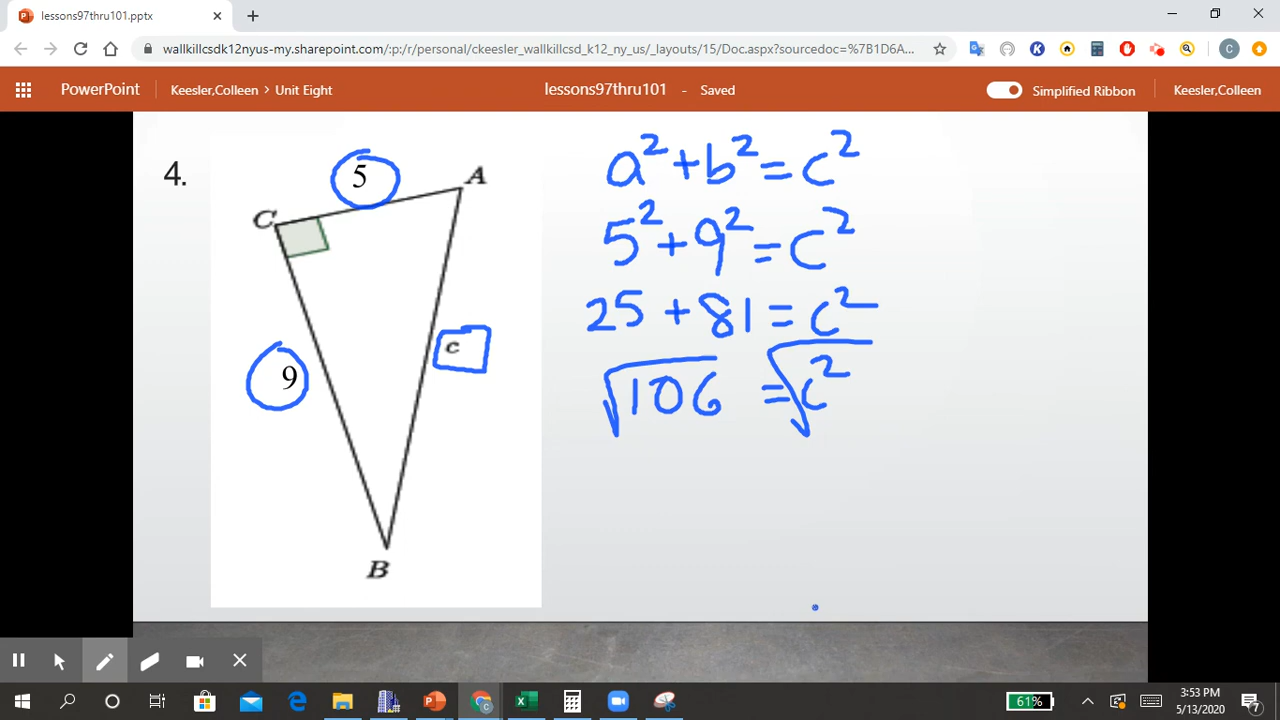 lessons97thru101.pptx
wallkillcsdk12nyus-my.sharepoint.com/:p:/r/personal/ckeesler_wallkillcsd_k12_ny_us/_layouts/15/Doc.aspx?sourcedoc=%7B1D6A...
K
C
PowerPoint
Keesler,Colleen > Unit Eight
lessons97thru101 - Saved
Simplified Ribbon
Keesler,Colleen
4.
5
A
C
9
c
B
a² + b² = c²
5² + 9² = c²
25 + 81 = c²
√106 = √c²
61%
3:53 PM
5/13/2020
7